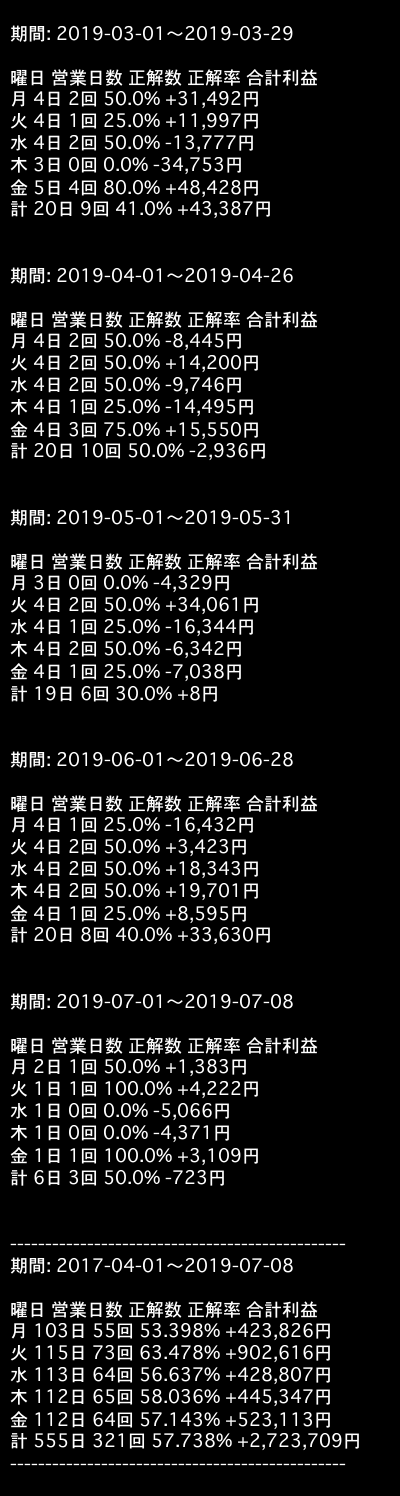 期間: 2019-03-01〜2019-03-29
曜日 営業日数 正解数 正解率 合計利益
月 4日 2回 50.0% +31,492円
火 4日 1回 25.0% +11,997円
水 4日 2回 50.0% -13,777円
木 3日 0回 0.0% -34,753円
金 5日 4回 80.0% +48,428円
計 20日 9回 41.0% +43,387円
期間: 2019-04-01〜2019-04-26
曜日 営業日数 正解数 正解率 合計利益
月 4日 2回 50.0% -8,445円
火 4日 2回 50.0% +14,200円
水 4日 2回 50.0% -9,746円
木 4日 1回 25.0% -14,495円
金 4日 3回 75.0% +15,550円
計 20日 10回 50.0% -2,936円
期間: 2019-05-01〜2019-05-31
曜日 営業日数 正解数 正解率 合計利益
月 3日 0回 0.0% -4,329円
火 4日 2回 50.0% +34,061円
水 4日 1回 25.0% -16,344円
木 4日 2回 50.0% -6,342円
金 4日 1回 25.0% -7,038円
計 19日 6回 30.0% +8円
期間: 2019-06-01〜2019-06-28
曜日 営業日数 正解数 正解率 合計利益
月 4日 1回 25.0% -16,432円
火 4日 2回 50.0% +3,423円
水 4日 2回 50.0% +18,343円
木 4日 2回 50.0% +19,701円
金 4日 1回 25.0% +8,595円
計 20日 8回 40.0% +33,630円
期間: 2019-07-01〜2019-07-08
曜日 営業日数 正解数 正解率 合計利益
月 2日 1回 50.0% +1,383円
火 1日 1回 100.0% +4,222円
水 1日 0回 0.0% -5,066円
木 1日 0回 0.0% -4,371円
金 1日 1回 100.0% +3,109円
計 6日 3回 50.0% -723円
------------------------------------------------
期間: 2017-04-01〜2019-07-08
曜日 営業日数 正解数 正解率 合計利益
月 103日 55回 53.398% +423,826円
火 115日 73回 63.478% +902,616円
水 113日 64回 56.637% +428,807円
木 112日 65回 58.036% +445,347円
金 112日 64回 57.143% +523,113円
計 555日 321回 57.738% +2,723,709円
------------------------------------------------